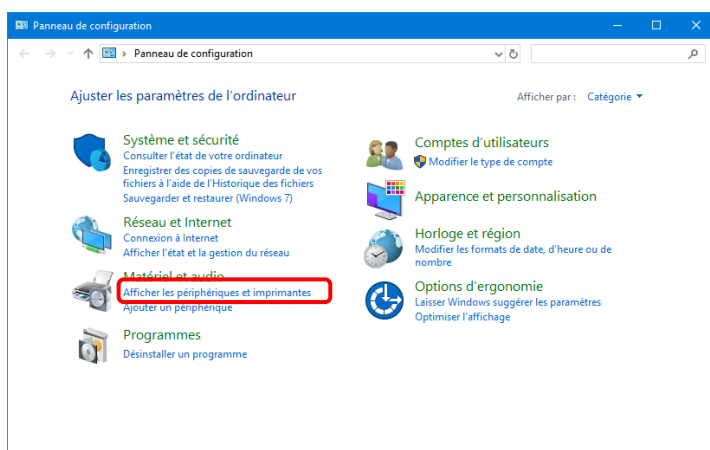 Panneau de configuration
Panneau de configuration
Ajuster les paramètres de l'ordinateur
Afficher par : Catégorie
Système et sécurité
Consulter l'état de votre ordinateur
Enregistrer des copies de sauvegarde de vos
fichiers à l'aide de l'Historique des fichiers
Sauvegarder et restaurer (Windows 7)
Réseau et Internet
Connexion à Internet
Afficher l'état et la gestion du réseau
Matériel et audio
Afficher les périphériques et imprimantes
Ajouter un périphérique
Programmes
Désinstaller un programme
Comptes d'utilisateurs
Modifier le type de compte
Apparence et personnalisation
Horloge et région
Modifier les formats de date, d'heure ou de
nombre
Options d'ergonomie
Laisser Windows suggérer les paramètres
Optimiser l'affichage